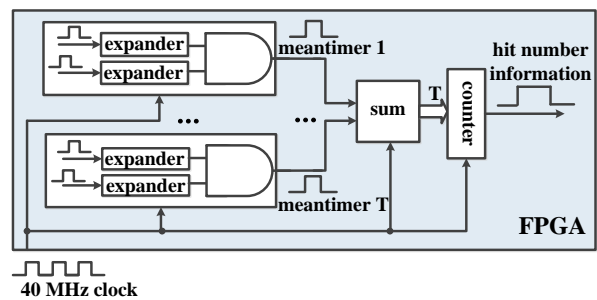 expander
expander
meantimer 1
hit number
information
...
...
sum
T
counter
expander
expander
meantimer T
FPGA
40 MHz clock